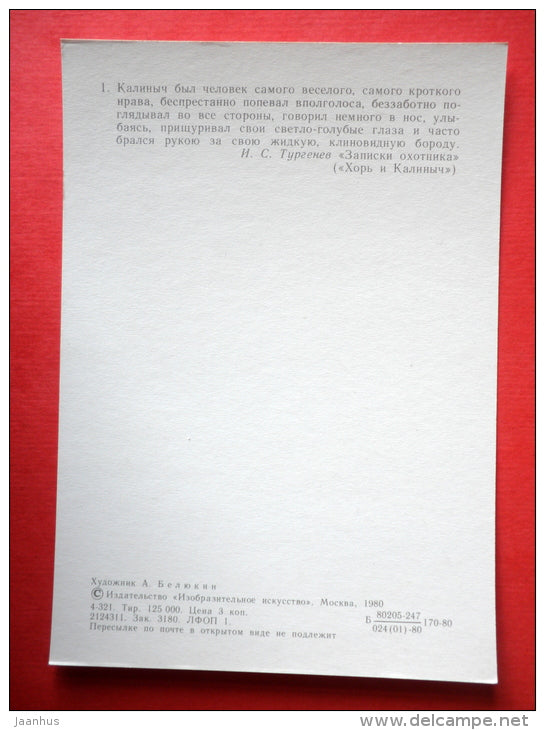 1. Калиныч был человек самого веселого, самого кроткого
нрава, беспрестанно попевал вполголоса, беззаботно по-
глядывал во все стороны, говорил немного в нос, улы-
баясь, прищуривал свои светло-голубые глаза и часто
брался рукою за свою жидкую, клиновидную бороду.
И. С. Тургенев «Записки охотника»
(«Хорь и Калиныч»)
Художник А. Белюкин
© Издательство «Изобразительное искусство», Москва, 1980
4-321. Тир. 125 000. Цена 3 коп.
2124311. Зак. 3180. ЛФОП 1.
Пересылке по почте в открытом виде не подлежит
Б 80205-247
024(01)-80 170-80
jaanhus
www.delcampe.net